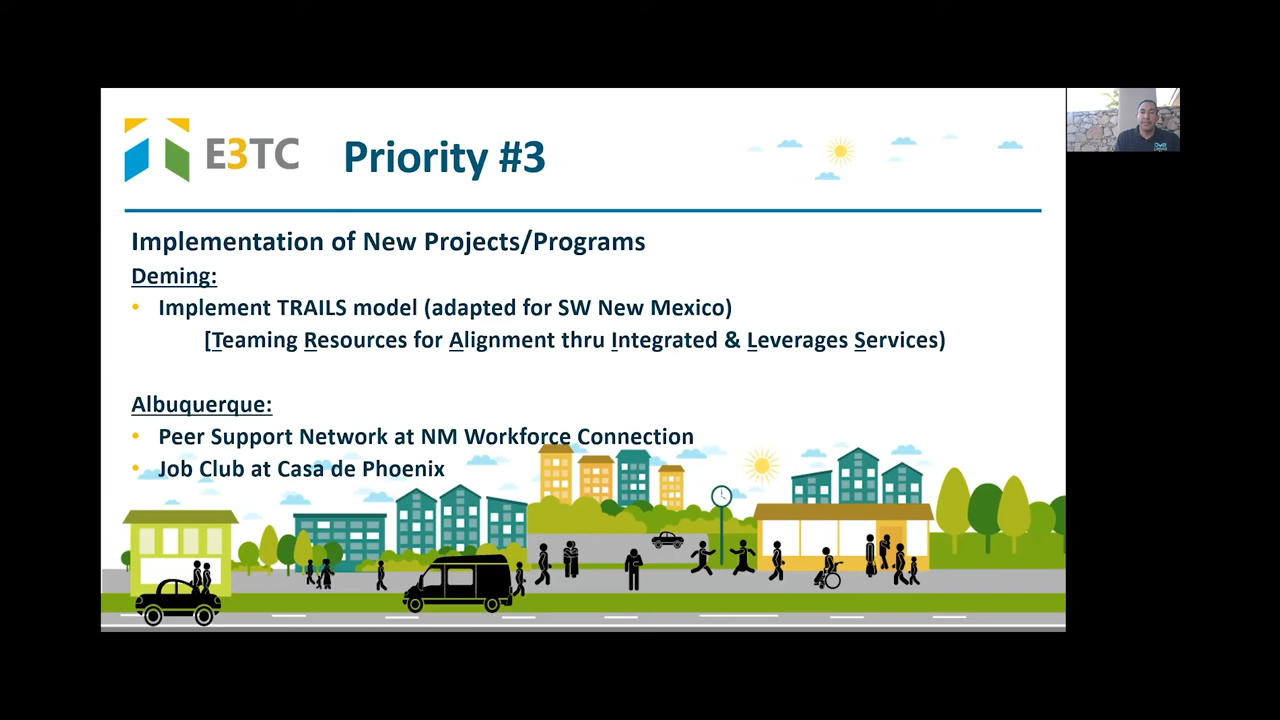 E3TC
Priority #3
Implementation of New Projects/Programs
Deming:
• Implement TRAILS model (adapted for SW New Mexico)
[Teaming Resources for Alignment thru Integrated & Leverages Services)
Albuquerque:
• Peer Support Network at NM Workforce Connection
• Job Club at Casa de Phoenix